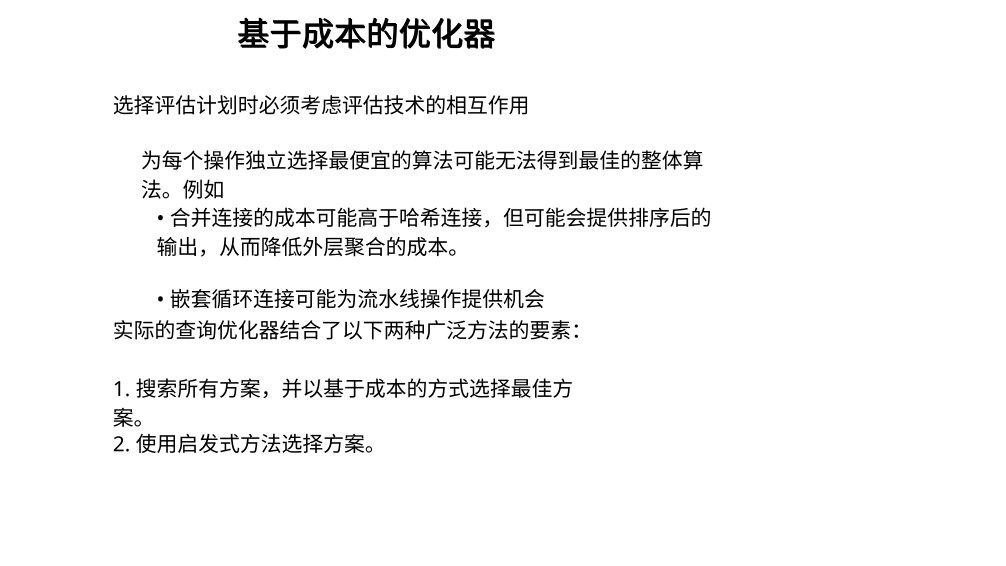 基于成本的优化器
选择评估计划时必须考虑评估技术的相互作用
为每个操作独立选择最便宜的算法可能无法得到最佳的整体算
法。例如
• 合并连接的成本可能高于哈希连接，但可能会提供排序后的
输出，从而降低外层聚合的成本。
• 嵌套循环连接可能为流水线操作提供机会
实际的查询优化器结合了以下两种广泛方法的要素：
1. 搜索所有方案，并以基于成本的方式选择最佳方
案。
2. 使用启发式方法选择方案。